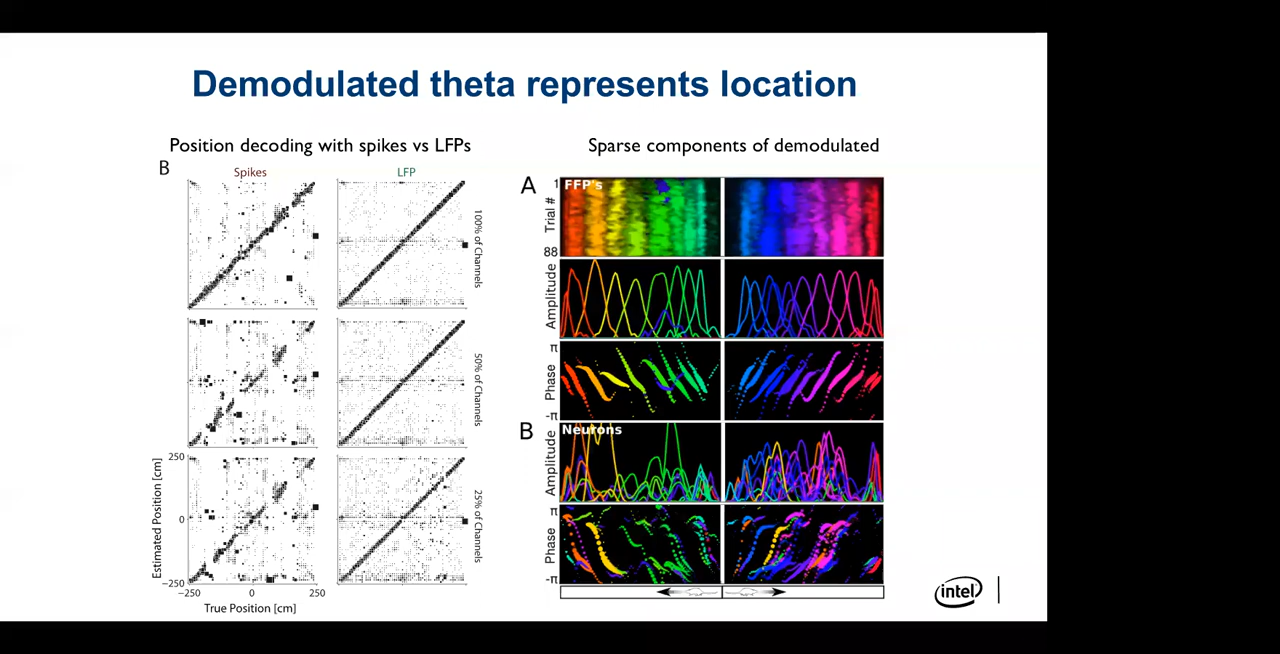 Demodulated theta represents location
Position decoding with spikes vs LFPs
B
Spikes
LFP
100% of Channels
50% of Channels
25% of Channels
250
0
−250
Estimated Position [cm]
−250
0
250
True Position [cm]
Sparse components of demodulated
A
FFP's
1
Trial #
88
Amplitude
π
Phase
-π
B
Neurons
Amplitude
π
Phase
-π
intel